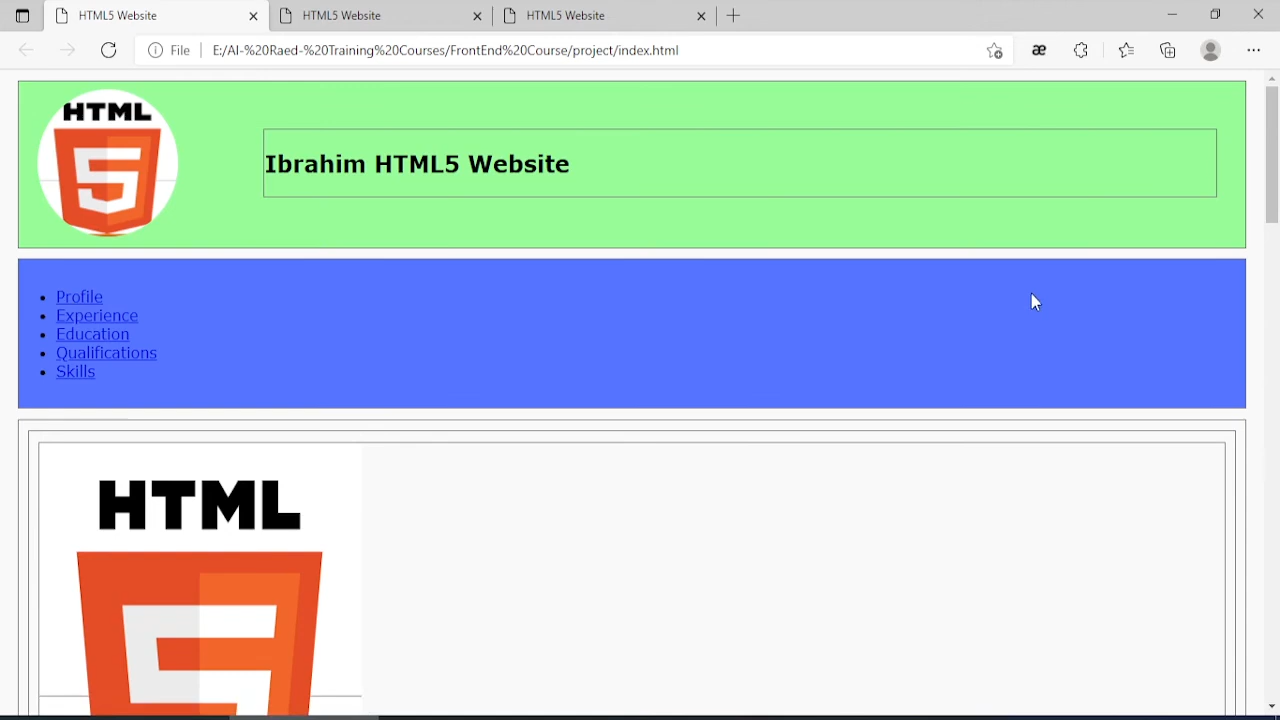 HTML5 Website
HTML5 Website
HTML5 Website
File
E:/AI-%20Raed-%20Training%20Courses/FrontEnd%20Course/project/index.html
æ
HTML
5
Ibrahim HTML5 Website
Profile
Experience
Education
Qualifications
Skills
HTML
5